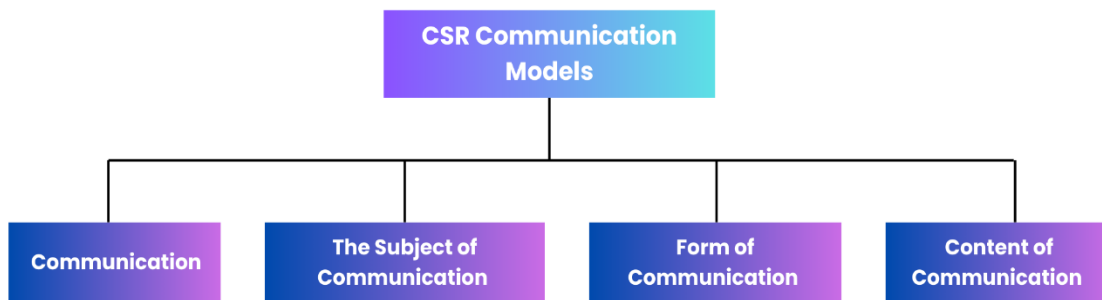 CSR Communication
Models
Communication
The Subject of
Communication
Form of
Communication
Content of
Communication